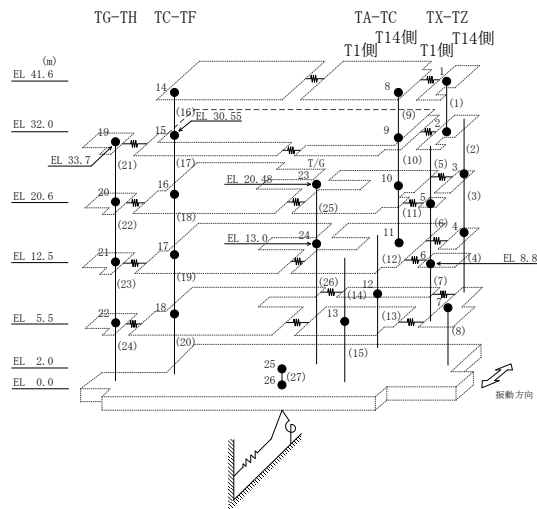 TG-TH TC-TF TA-TC TX-TZ
T14側 T14側
T1側 T1側
(m)
EL 41.6
14 8 1
(16) EL 30.55 (9) (1)
EL 32.0
19 15 9 2
EL 33.7 (21) (17) (10) (2)
T/G
23 10 (5) 3
EL 20.6 20 16 EL 20.48 5 (3)
(22) (18) (25) (11)
24 11 (6) 4
EL 12.5 21 17 EL 13.0 6 EL 8.8
(23) (19) (12) (4)
(26) (14) 12 (7)
EL 5.5 22 18 13 (13) 7
(24) (20) (15) (8)
EL 2.0 25
EL 0.0 26 (27)
振動方向